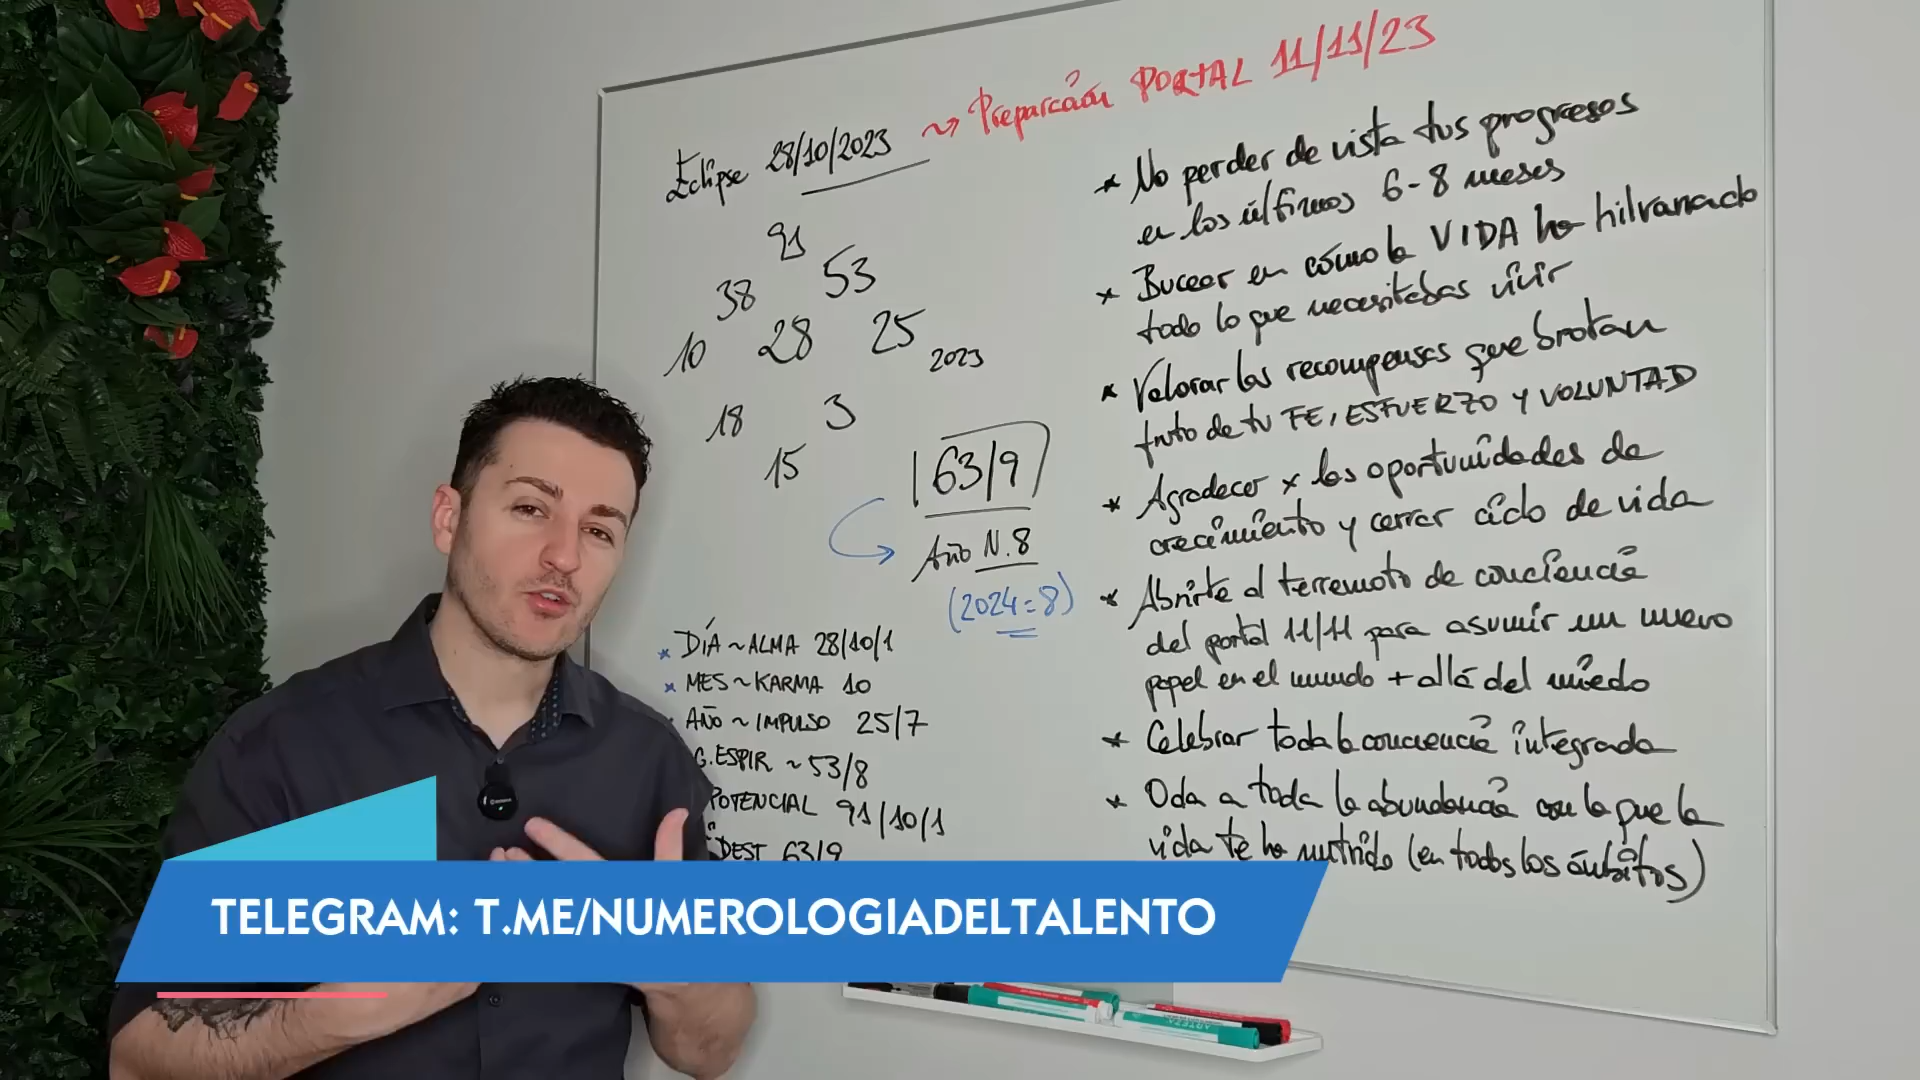 Eclipse 28/10/2023 ~> Preparación PORTAL 11/11/23
91
38 53
10 28 25 2023
18 3
15
63/9
Año N.8
(2024=8)
* DÍA ~ ALMA 28/10/1
* MES ~ KARMA 10
* AÑO ~ IMPULSO 25/7
G.ESPIR ~ 53/8
POTENCIAL 91/10/1
DEST 63/9
* No perder de vista tus progresos
en los últimos 6-8 meses
* Bucear en cómo la VIDA ha hilvanado
todo lo que necesitabas vivir
* Valorar las recompensas que brotan
fruto de tu FE, ESFUERZO Y VOLUNTAD
* Agradecer x las oportunidades de
crecimiento y cerrar ciclo de vida
* Abrirte al terremoto de conciencia
del portal 11/11 para asumir un nuevo
papel en el mundo + allá del miedo
* Celebrar toda la conciencia integrada
* Oda a toda la abundancia con la que la
vida te ha nutrido (en todos los ámbitos)
TELEGRAM: T.ME/NUMEROLOGIADELTALENTO
ARTEZA